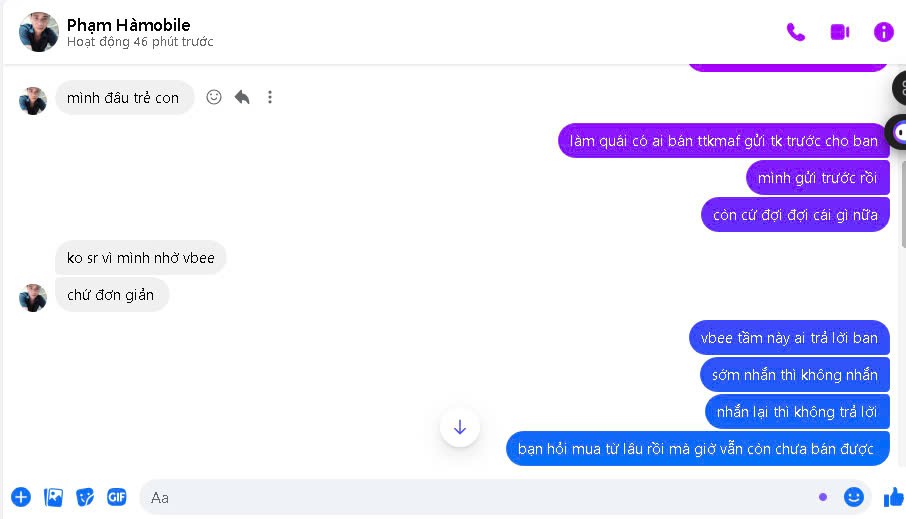 Phạm Hàmobile
Hoạt động 46 phút trước
mình đâu trẻ con
làm quái có ai bán ttkmaf gửi tk trước cho ban
mình gửi trước rồi
còn cứ đợi đợi cái gì nữa
ko sr vì mình nhờ vbee
chứ đơn giản
vbee tầm này ai trả lời ban
sớm nhắn thì không nhắn
nhắn lại thì không trả lời
bạn hỏi mua từ lâu rồi mà giờ vẫn còn chưa bán được
GIF
Aa